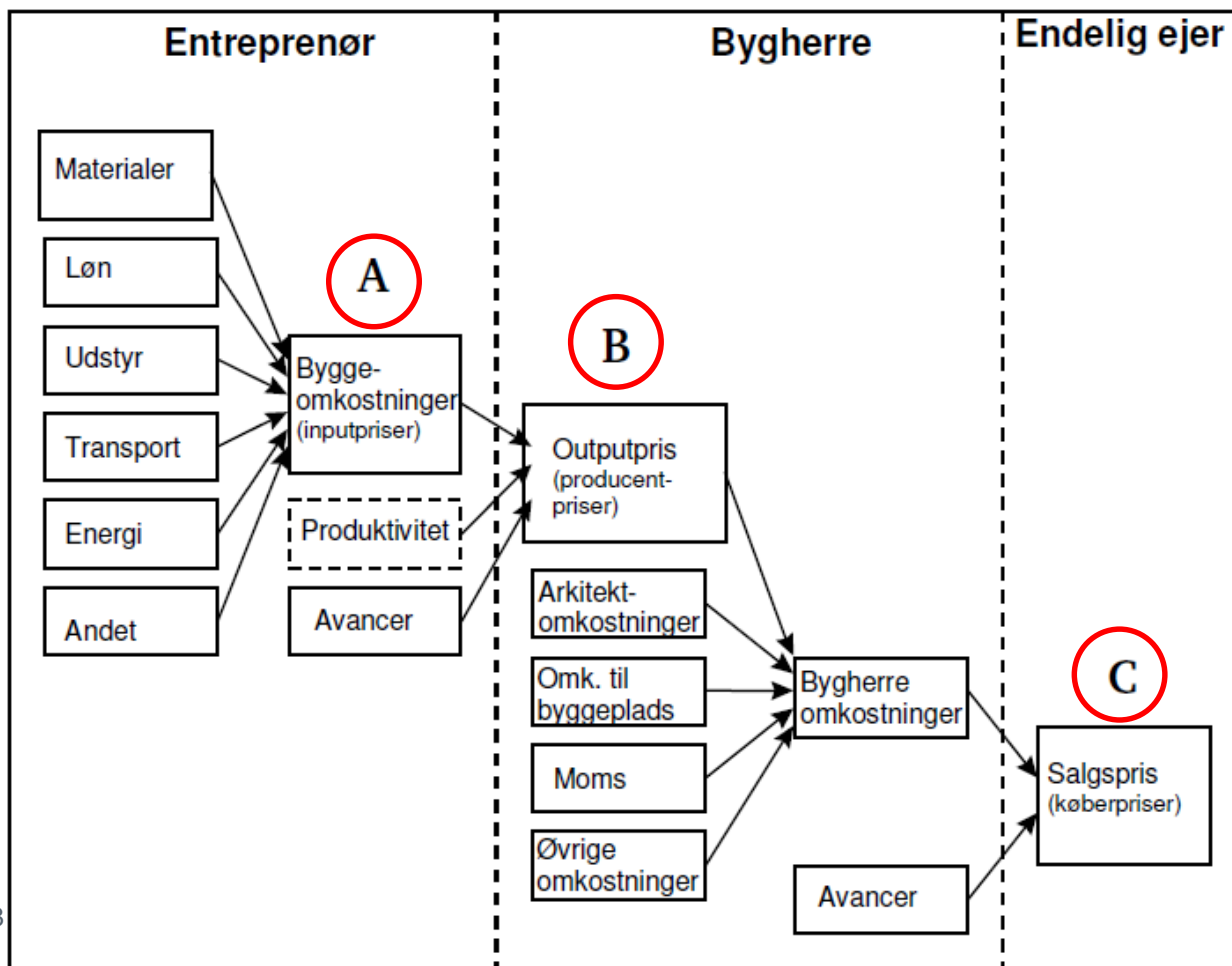 Entreprenør
Bygherre
Endelig ejer
Materialer
Løn
Udstyr
Transport
Energi
Andet
A
Bygge-
omkostninger
(inputpriser)
Produktivitet
Avancer
B
Outputpris
(producent-
priser)
Arkitekt-
omkostninger
Omk. til
byggeplads
Moms
Øvrige
omkostninger
Bygherre
omkostninger
Avancer
C
Salgspris
(køberpriser)